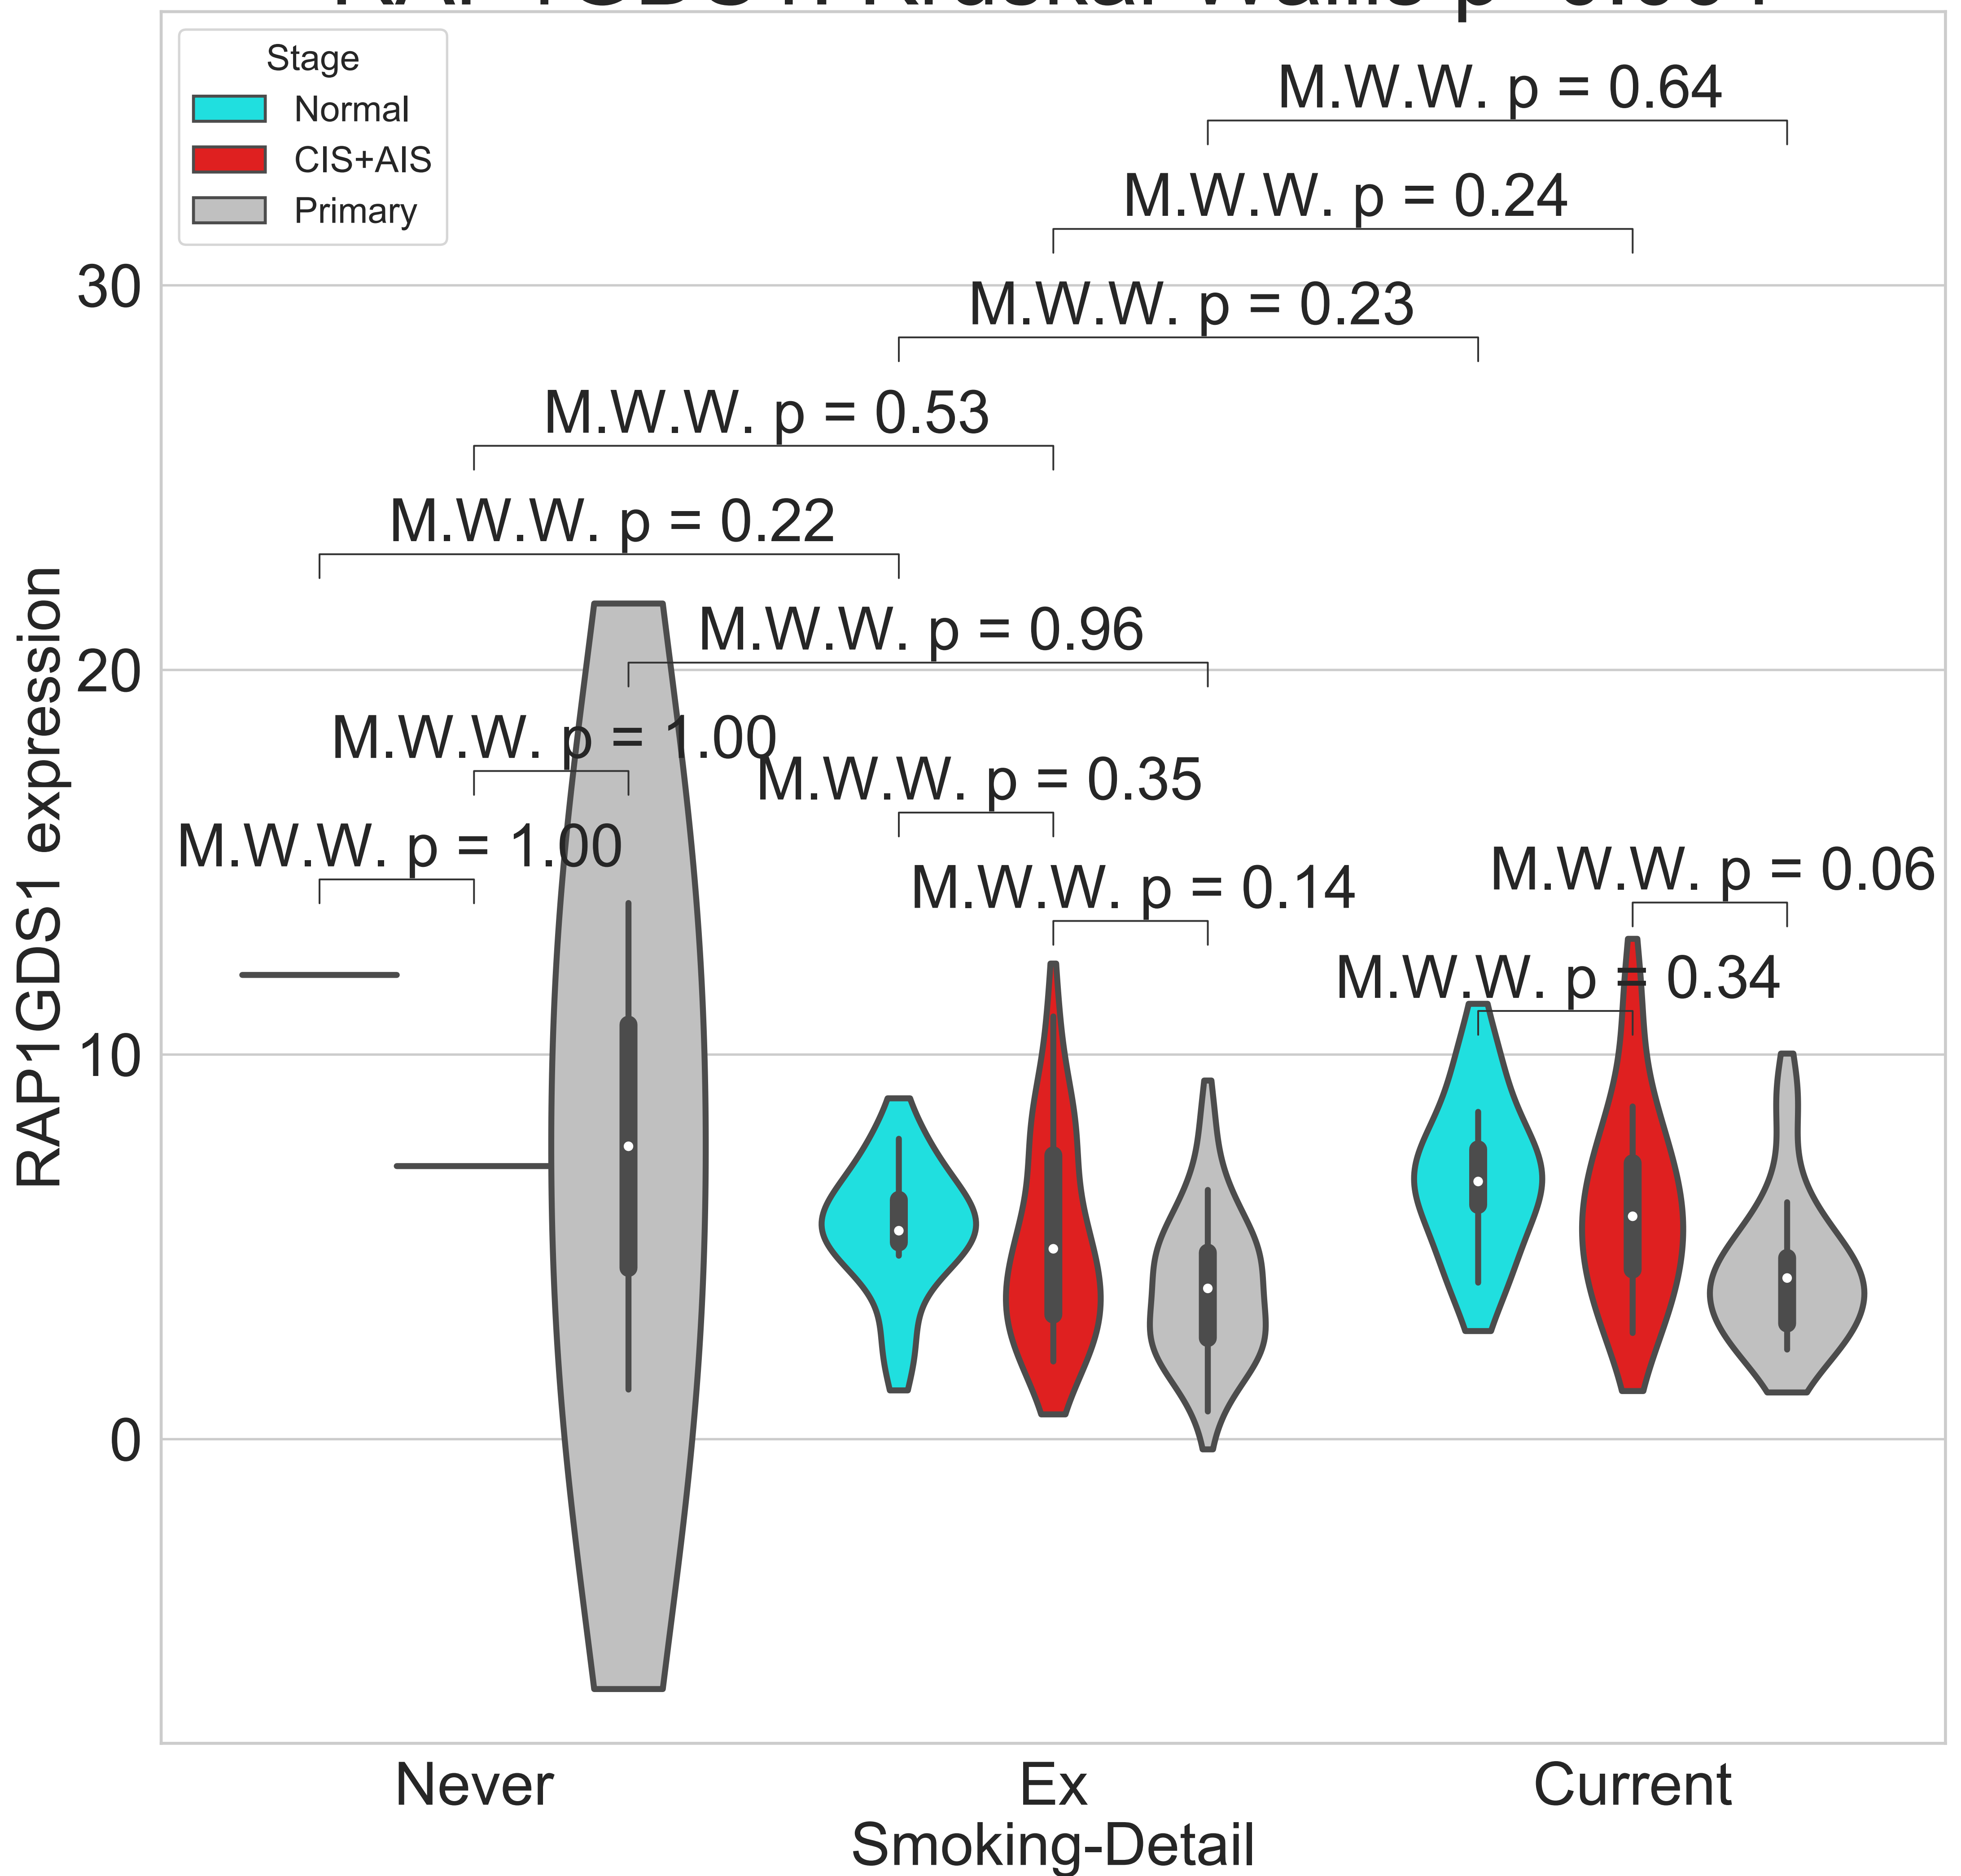 Stage
Normal
CIS+AIS
Primary
M.W.W. p = 0.64
M.W.W. p = 0.24
M.W.W. p = 0.23
M.W.W. p = 0.53
M.W.W. p = 0.22
M.W.W. p = 0.96
M.W.W. p = 1.00
M.W.W. p = 0.35
M.W.W. p = 1.00
M.W.W. p = 0.14
M.W.W. p = 0.06
M.W.W. p = 0.34
30
20
10
0
RAP1GDS1 expression
Never
Ex
Current
Smoking-Detail